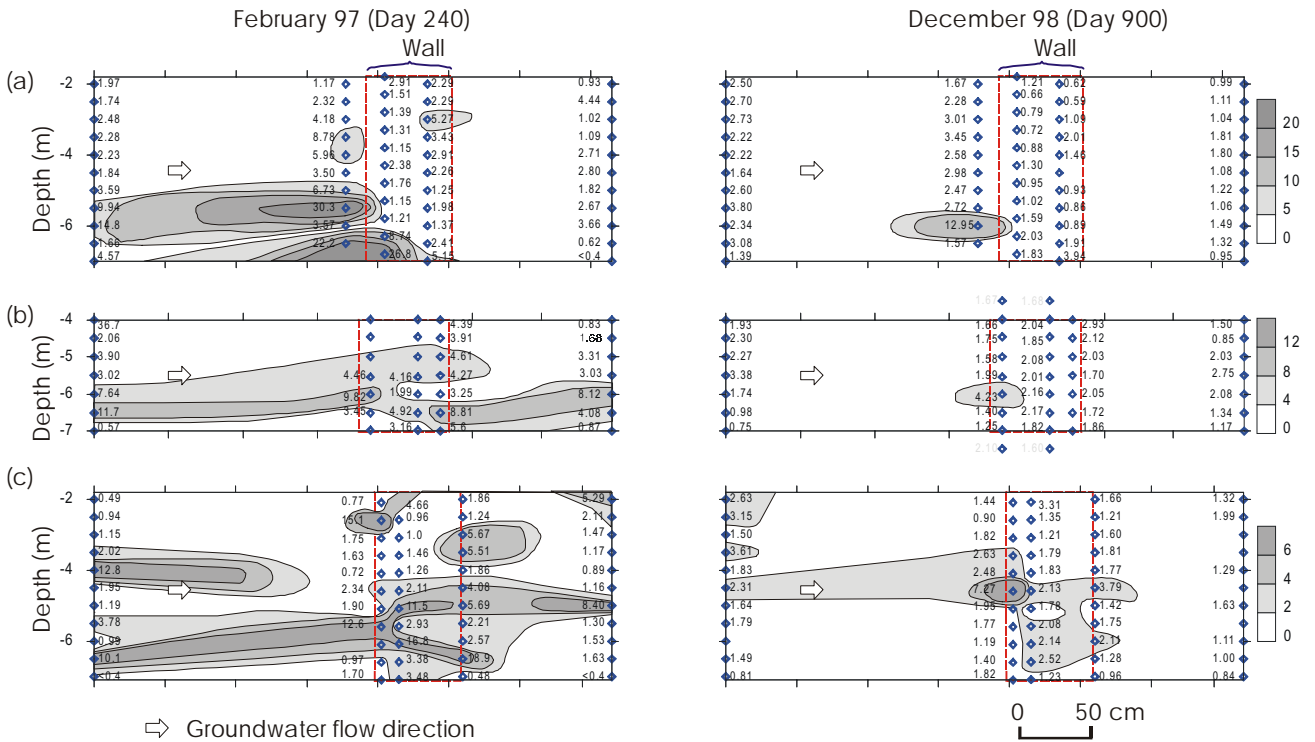 February 97 (Day 240)
Wall
December 98 (Day 900)
Wall
(a)
Depth (m)
-2 1.97 1.17 2.91 2.29 0.93
1.74 2.32 1.51 2.29 4.44
2.48 4.18 1.39 5.27 1.02
2.28 8.78 1.31 3.43 1.09
-4 2.23 5.96 1.15 2.91 2.71
1.84 3.50 2.38 2.26 2.80
3.59 6.73 1.76 1.25 1.82
9.94 30.3 1.15 1.98 2.67
-6 14.8 3.57 1.21 1.37 3.66
1.66 22.2 2.41 0.62
4.57 26.8 5.15 <0.4
2.50 1.67 1.21 0.62 0.99
2.70 2.28 0.66 0.59 1.11
2.73 3.01 0.79 1.09 1.04
2.22 3.45 0.72 2.01 1.81
2.22 2.58 0.88 1.46 1.80
1.64 2.98 1.30 1.08
2.60 2.47 0.95 0.93 1.22
3.80 2.72 1.02 0.86 1.06
2.34 12.95 1.59 0.89 1.49
3.08 1.57 2.03 1.91 1.32
1.39 1.83 3.94 0.95
20
15
10
5
0
(b)
-4 36.7 4.39 0.83
2.06 3.91 1.68
-5 3.90 4.61 3.31
3.02 4.46 4.16 4.27 3.03
-6 7.64 9.82 1.99 3.25 8.12
11.7 3.45 4.92 8.81 4.08
-7 0.57 3.16 5.6 0.87
1.67 1.68
1.93 1.66 2.04 2.93 1.50
2.30 1.75 1.85 2.12 0.85
2.27 1.58 2.08 2.03 2.03
3.38 1.99 2.01 1.70 2.75
1.74 4.23 2.16 2.05 2.08
0.98 1.40 2.17 1.72 1.34
0.75 1.25 1.82 1.86 1.17
2.10 1.60
12
8
4
0
(c)
Depth (m)
-2 0.49 0.77 4.66 1.86 5.29
0.94 15.1 0.96 1.24 2.11
1.15 1.75 1.0 5.67 1.47
2.02 1.63 1.46 5.51 1.17
-4 12.8 0.72 1.26 1.86 0.89
1.95 2.34 2.11 4.08 1.16
1.19 1.90 11.5 5.69 8.40
3.78 12.6 2.93 2.21 1.30
-6 0.99 16.8 2.57 1.53
10.1 0.97 3.38 18.9 1.63
<0.4 1.70 3.48 0.48 <0.4
2.63 1.44 3.31 1.66 1.32
3.15 0.90 1.35 1.21 1.99
1.50 1.82 1.21 1.60
3.61 2.63 1.79 1.81
1.83 2.48 1.83 1.77 1.29
2.31 7.27 2.13 3.79
1.64 1.95 1.78 1.42 1.63
1.79 1.77 2.08 1.75
1.19 2.14 2.11 1.11
1.49 1.40 2.52 1.28 1.00
0.81 1.82 1.23 0.96 0.84
6
4
2
0
Groundwater flow direction
0 50 cm